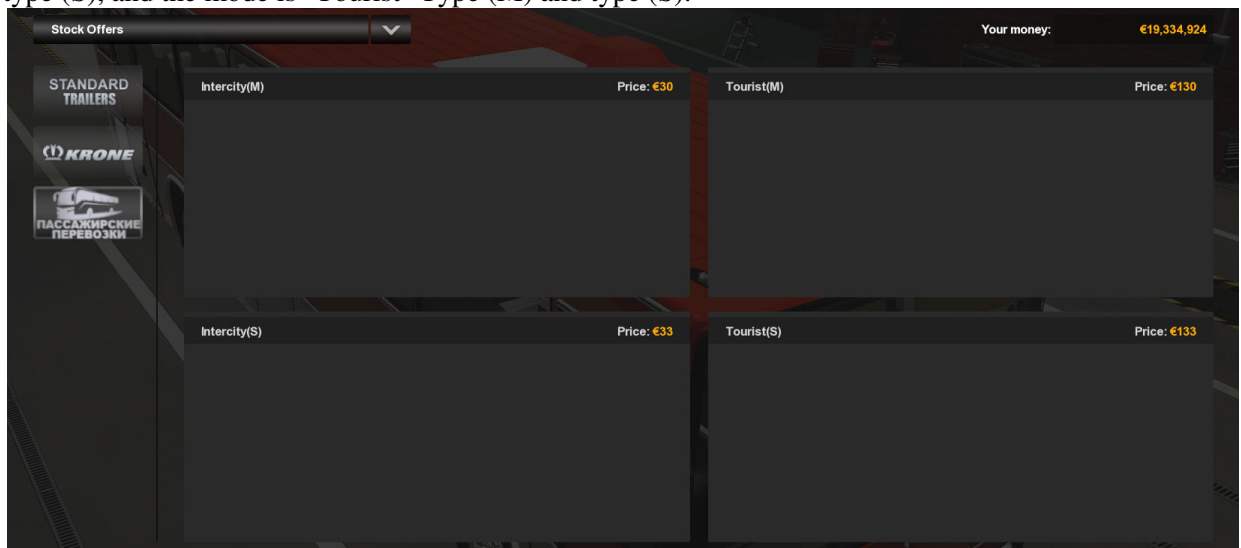 type (S), and the mode is "Tourist" Type (M) and type (S).
Stock Offers
Your money: €19,334,924
STANDARD
TRAILERS
Intercity(M) Price: €30
Tourist(M) Price: €130
KRONE
ПАССАЖИРСКИЕ
ПЕРЕВОЗКИ
Intercity(S) Price: €33
Tourist(S) Price: €133